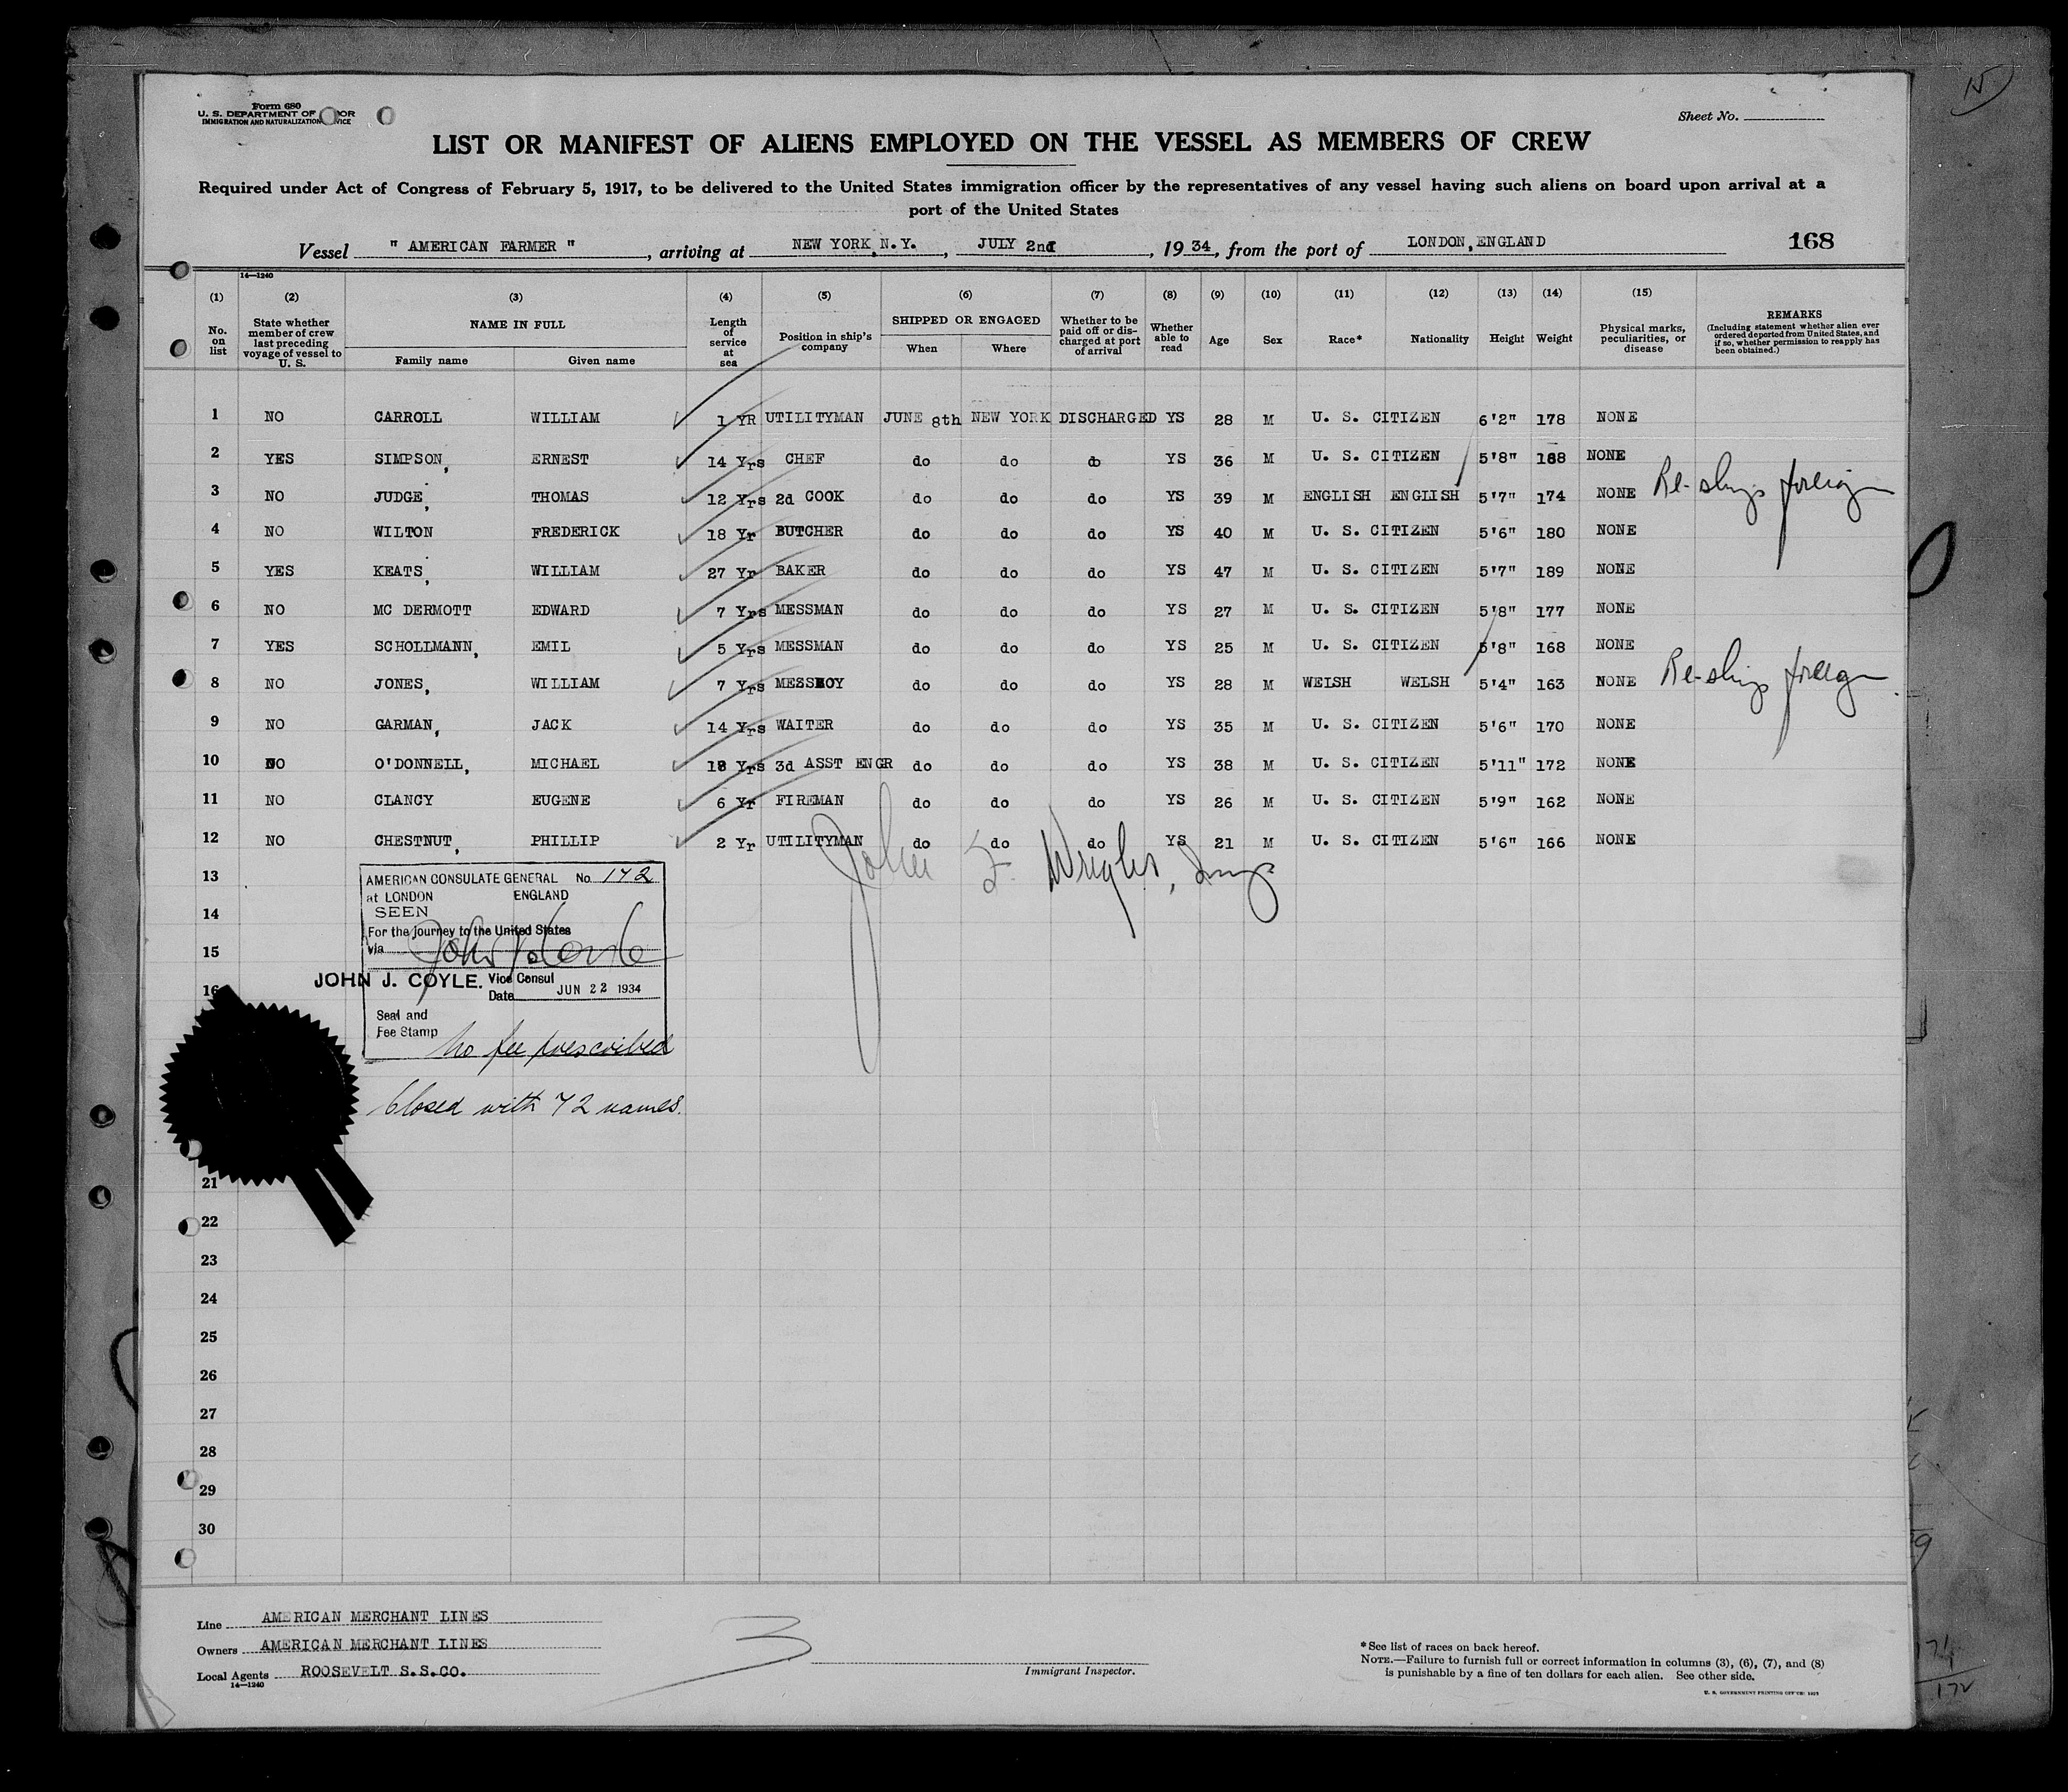 Form 680
U. S. DEPARTMENT OF OR
IMMIGRATION AND NATURALIZATION VICE
Sheet No.
15
LIST OR MANIFEST OF ALIENS EMPLOYED ON THE VESSEL AS MEMBERS OF CREW
Required under Act of Congress of February 5, 1917, to be delivered to the United States immigration officer by the representatives of any vessel having such aliens on board upon arrival at a
port of the United States
Vessel " AMERICAN FARMER ", arriving at NEW YORK, N.Y., JULY 2nd, 1934, from the port of LONDON, ENGLAND 168
14—1240
(1) (2) (3) (4) (5) (6) (7) (8) (9) (10) (11) (12) (13) (14) (15)
No. on list
State whether member of crew last preceding voyage of vessel to U. S.
NAME IN FULL
Family name Given name
Length of service at sea
Position in ship's company
SHIPPED OR ENGAGED
When Where
Whether to be paid off or discharged at port of arrival
Whether able to read
Age
Sex
Race*
Nationality
Height
Weight
Physical marks, peculiarities, or disease
REMARKS
(Including statement whether alien ever ordered deported from United States, and if so, whether permission to reapply has been obtained.)
1 NO CARROLL WILLIAM 1 YR UTILITYMAN JUNE 8th NEW YORK DISCHARGED YS 28 M U. S. CITIZEN 6'2" 178 NONE
2 YES SIMPSON, ERNEST 14 Yrs CHEF do do do YS 36 M U. S. CITIZEN 5'8" 188 NONE
3 NO JUDGE, THOMAS 12 Yrs 2d COOK do do do YS 39 M ENGLISH ENGLISH 5'7" 174 NONE Re-ships foreign
4 NO WILTON FREDERICK 18 Yr BUTCHER do do do YS 40 M U. S. CITIZEN 5'6" 180 NONE
5 YES KEATS, WILLIAM 27 Yr BAKER do do do YS 47 M U. S. CITIZEN 5'7" 189 NONE
6 NO MC DERMOTT EDWARD 7 Yrs MESSMAN do do do YS 27 M U. S. CITIZEN 5'8" 177 NONE
7 YES SCHOLLMANN, EMIL 5 Yrs MESSMAN do do do YS 25 M U. S. CITIZEN 5'8" 168 NONE
8 NO JONES, WILLIAM 7 Yrs MESSBOY do do do YS 28 M WELSH WELSH 5'4" 163 NONE Re-ships foreign
9 NO GARMAN, JACK 14 Yrs WAITER do do do YS 35 M U. S. CITIZEN 5'6" 170 NONE
10 NO O'DONNELL, MICHAEL 18 Yrs 3d ASST ENGR do do do YS 38 M U. S. CITIZEN 5'11" 172 NONE
11 NO CLANCY EUGENE 6 Yr FIREMAN do do do YS 26 M U. S. CITIZEN 5'9" 162 NONE
12 NO CHESTNUT, PHILLIP 2 Yr UTILITYMAN do do do YS 21 M U. S. CITIZEN 5'6" 166 NONE
John F. Wright, Insp
13
14
15
16
AMERICAN CONSULATE GENERAL No. 172
at LONDON ENGLAND
SEEN
For the journey to the United States
via John J. Coyle
JOHN J. COYLE. Vice Consul
Date JUN 22 1934
Seal and
Fee Stamp
No fee prescribed
Closed with 72 names.
21
22
23
24
25
26
27
28
29
30
Line AMERICAN MERCHANT LINES
Owners AMERICAN MERCHANT LINES
Local Agents ROOSEVELT S.S.CO.
14—1240
3
Immigrant Inspector.
*See list of races on back hereof.
NOTE.—Failure to furnish full or correct information in columns (3), (6), (7), and (8)
is punishable by a fine of ten dollars for each alien. See other side.
171
172